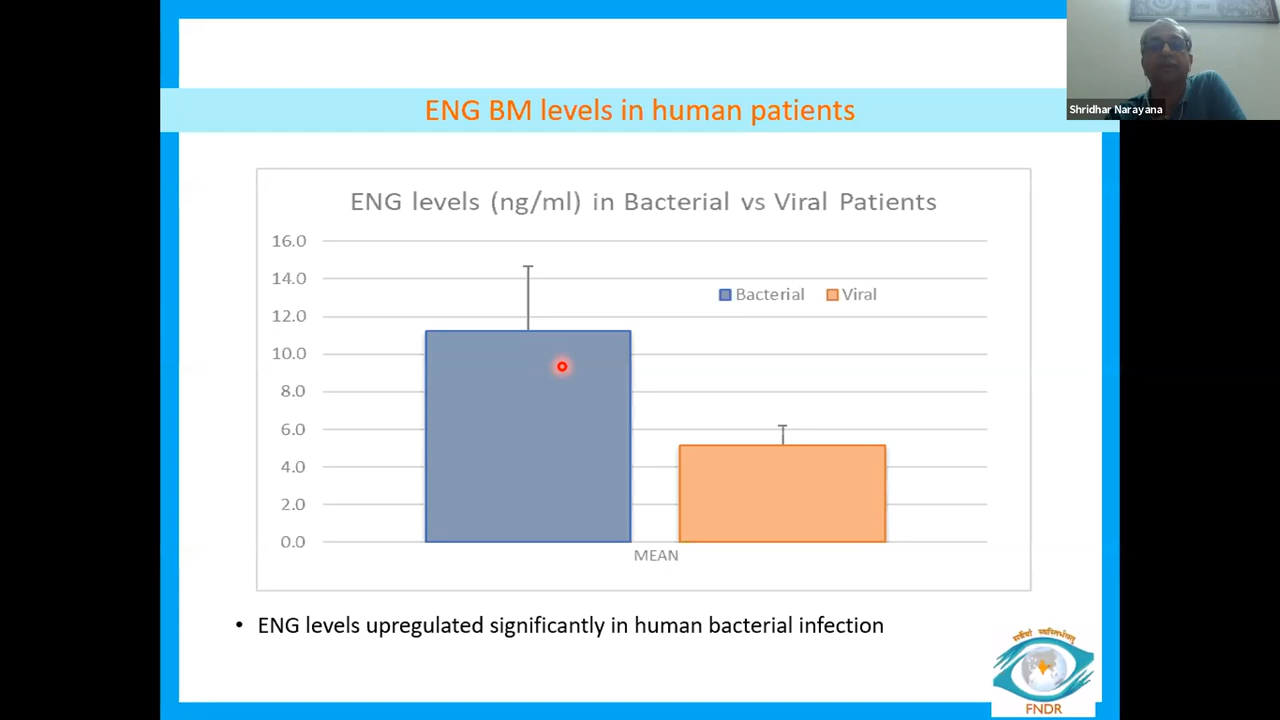 Shridhar Narayana
ENG BM levels in human patients
ENG levels (ng/ml) in Bacterial vs Viral Patients
16.0
14.0
Bacterial Viral
12.0
10.0
8.0
6.0
4.0
2.0
0.0
MEAN
• ENG levels upregulated significantly in human bacterial infection
FNDR